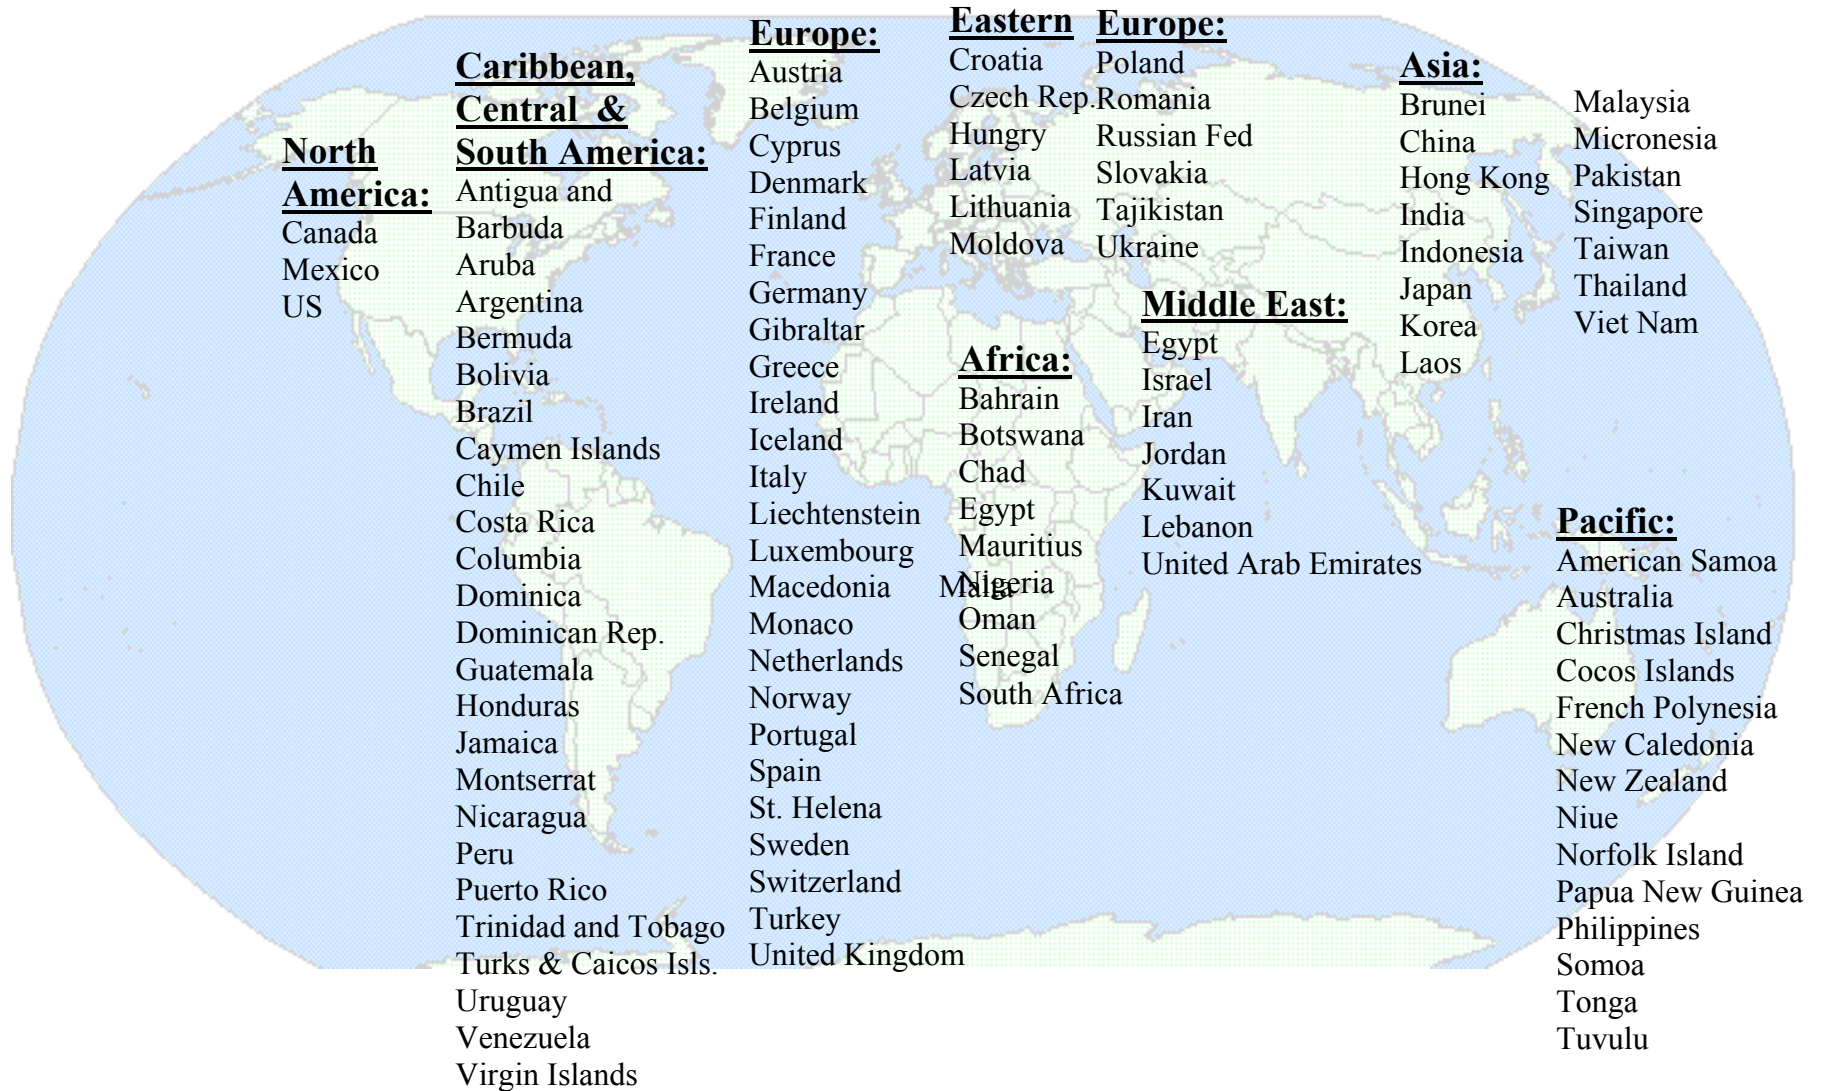 North
America:
Canada
Mexico
US
Caribbean,
Central &
South America:
Antigua and
Barbuda
Aruba
Argentina
Bermuda
Bolivia
Brazil
Caymen Islands
Chile
Costa Rica
Columbia
Dominica
Dominican Rep.
Guatemala
Honduras
Jamaica
Montserrat
Nicaragua
Peru
Puerto Rico
Trinidad and Tobago
Turks & Caicos Isls.
Uruguay
Venezuela
Virgin Islands
Europe:
Austria
Belgium
Cyprus
Denmark
Finland
France
Germany
Gibraltar
Greece
Ireland
Iceland
Italy
Liechtenstein
Luxembourg
Macedonia Malta
Monaco
Netherlands
Norway
Portugal
Spain
St. Helena
Sweden
Switzerland
Turkey
United Kingdom
Eastern Europe:
Croatia
Czech Rep.
Hungry
Latvia
Lithuania
Moldova
Poland
Romania
Russian Fed
Slovakia
Tajikistan
Ukraine
Africa:
Bahrain
Botswana
Chad
Egypt
Mauritius
Nigeria
Oman
Senegal
South Africa
Middle East:
Egypt
Israel
Iran
Jordan
Kuwait
Lebanon
United Arab Emirates
Asia:
Brunei
China
Hong Kong
India
Indonesia
Japan
Korea
Laos
Malaysia
Micronesia
Pakistan
Singapore
Taiwan
Thailand
Viet Nam
Pacific:
American Samoa
Australia
Christmas Island
Cocos Islands
French Polynesia
New Caledonia
New Zealand
Niue
Norfolk Island
Papua New Guinea
Philippines
Somoa
Tonga
Tuvulu